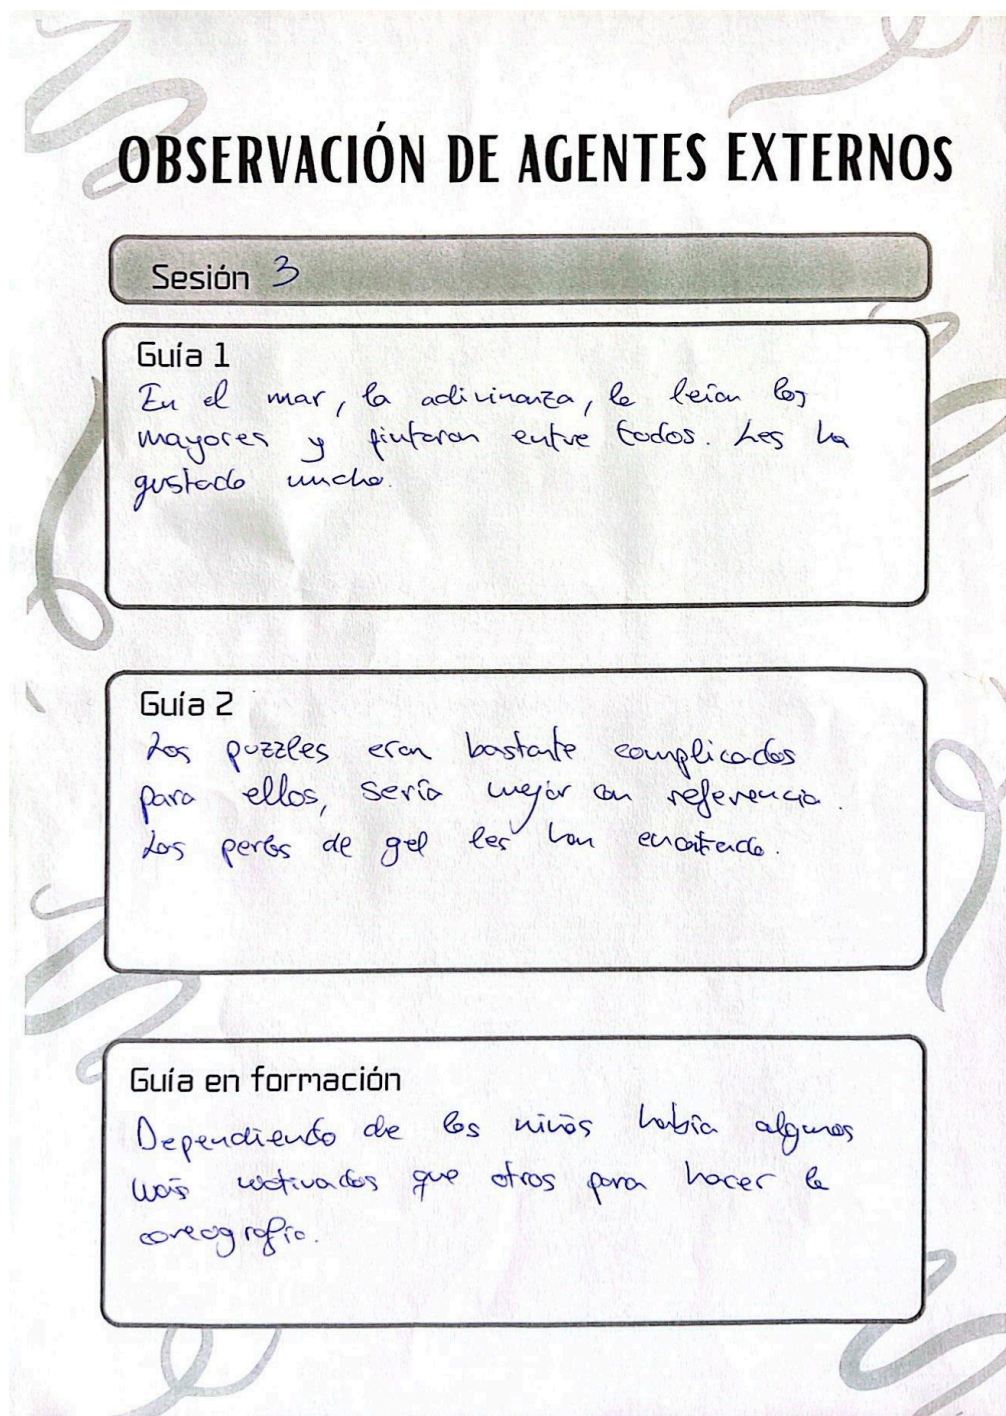 OBSERVACIÓN DE AGENTES EXTERNOS
Sesión 3
Guía 1
En el mar, la adivinanza, la leían los
mayores y pintaron entre todos. Les ha
gustado mucho.
Guía 2
Los puzzles eran bastante complicados
para ellos, sería mejor con referencia.
Las perlas de gel les han encantado.
Guía en formación
Dependiendo de los niños había algunos
más motivados que otros para hacer la
coreografía.